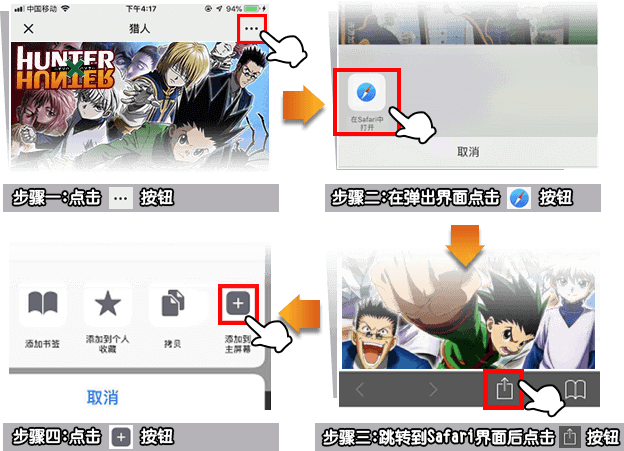 中国移动 下午4:17 94%
猎人
HUNTER
HUNTER
步骤一:点击 ••• 按钮
在Safari中
打开
取消
步骤二:在弹出界面点击 按钮
添加书签
添加到个人
收藏
拷贝
添加到
主屏幕
取消
步骤四:点击 + 按钮
步骤三:跳转到Safari界面后点击 按钮